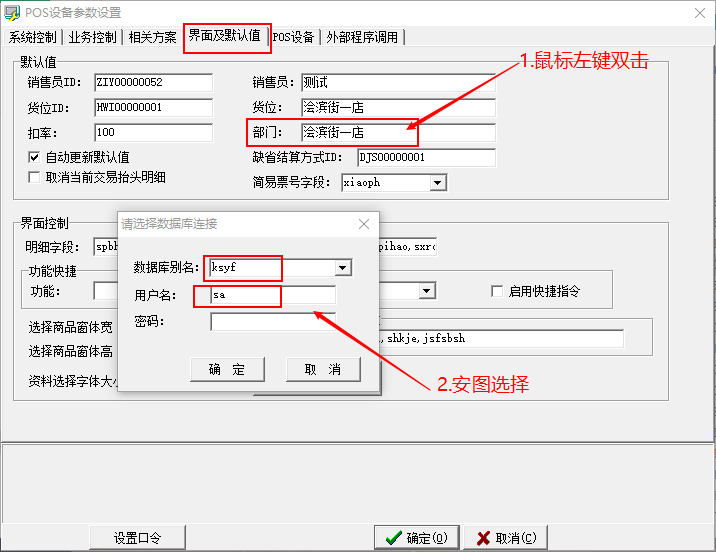 POS设备参数设置
系统控制 业务控制 相关方案 界面及默认值 POS设备 外部程序调用
1.鼠标左键双击
默认值
销售员ID: ZIY00000052 销售员: 测试
货位ID: HWI00000001 货位: 浍滨街一店
扣率: 100 部门: 浍滨街一店
自动更新默认值 缺省结算方式ID: DJS00000001
取消当前交易抬头明细 简易票号字段: xiaoph
界面控制
请选择数据库连接
明细字段: spbh pihao,sxrq
数据库别名: ksyf
功能快捷
功能: 启用快捷指令
用户名: sa
密码:
选择商品窗体宽
,shkje,jsfsbsh
选择商品窗体高
确 定 取 消
资料选择字体大小
2.安图选择
设置口令 确定(O) 取消(C)